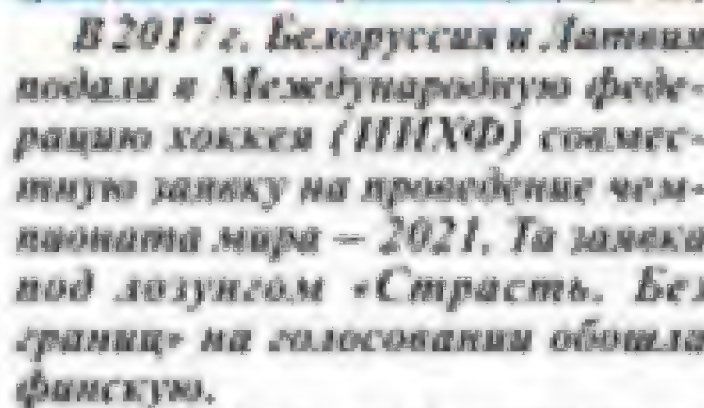 В 2017 г. Белоруссия и Латвия
подали в Международную феде-
рацию хоккея (ИИХФ) совмес-
тную заявку на проведение чем-
пионата мира – 2021. Та заявка
под лозунгом «Страсть. Без
границ» на голосовании обошла
финскую.